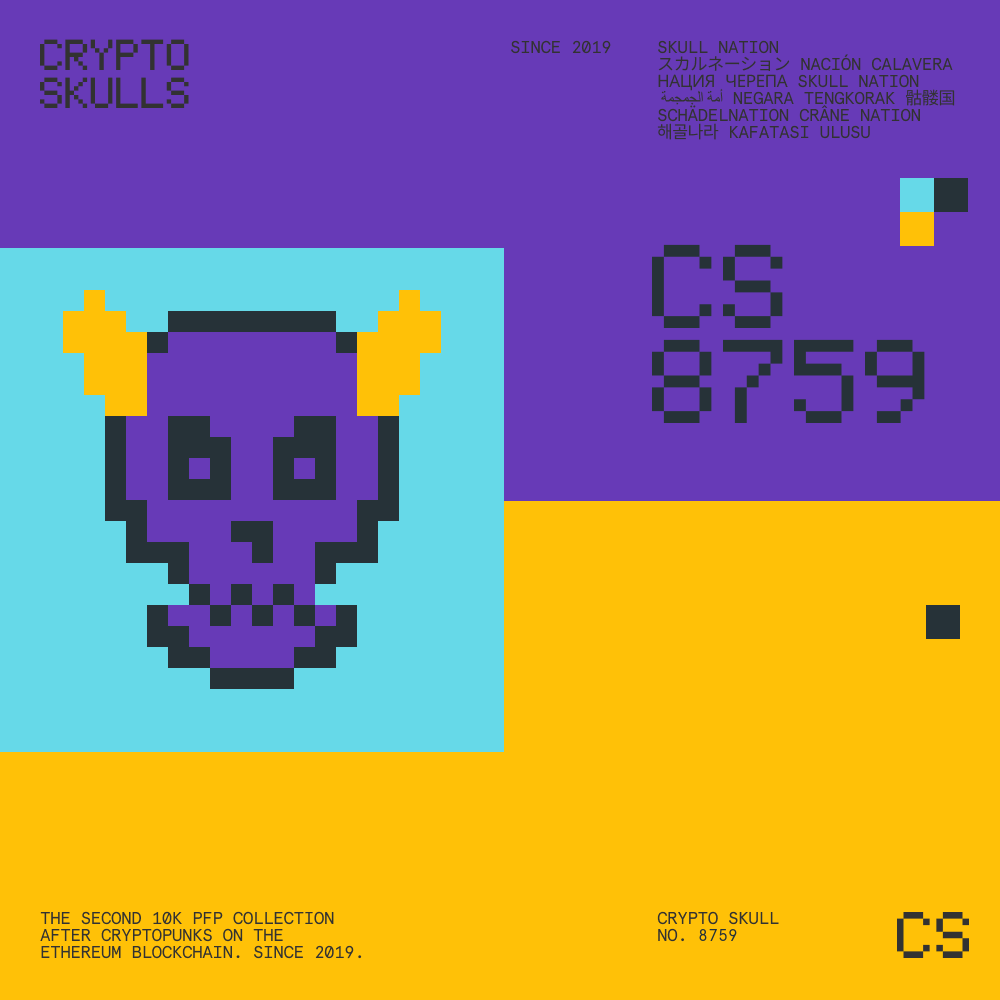 CRYPTO
SKULLS
SINCE 2019
SKULL NATION
スカルネーション NACIÓN CALAVERA
НАЦИЯ ЧЕРЕПА SKULL NATION
أمة الجمجمة NEGARA TENGKORAK 骷髅国
SCHÄDELNATION CRÂNE NATION
해골나라 KAFATASI ULUSU
CS
8759
THE SECOND 10K PFP COLLECTION
AFTER CRYPTOPUNKS ON THE
ETHEREUM BLOCKCHAIN. SINCE 2019.
CRYPTO SKULL
NO. 8759
CS